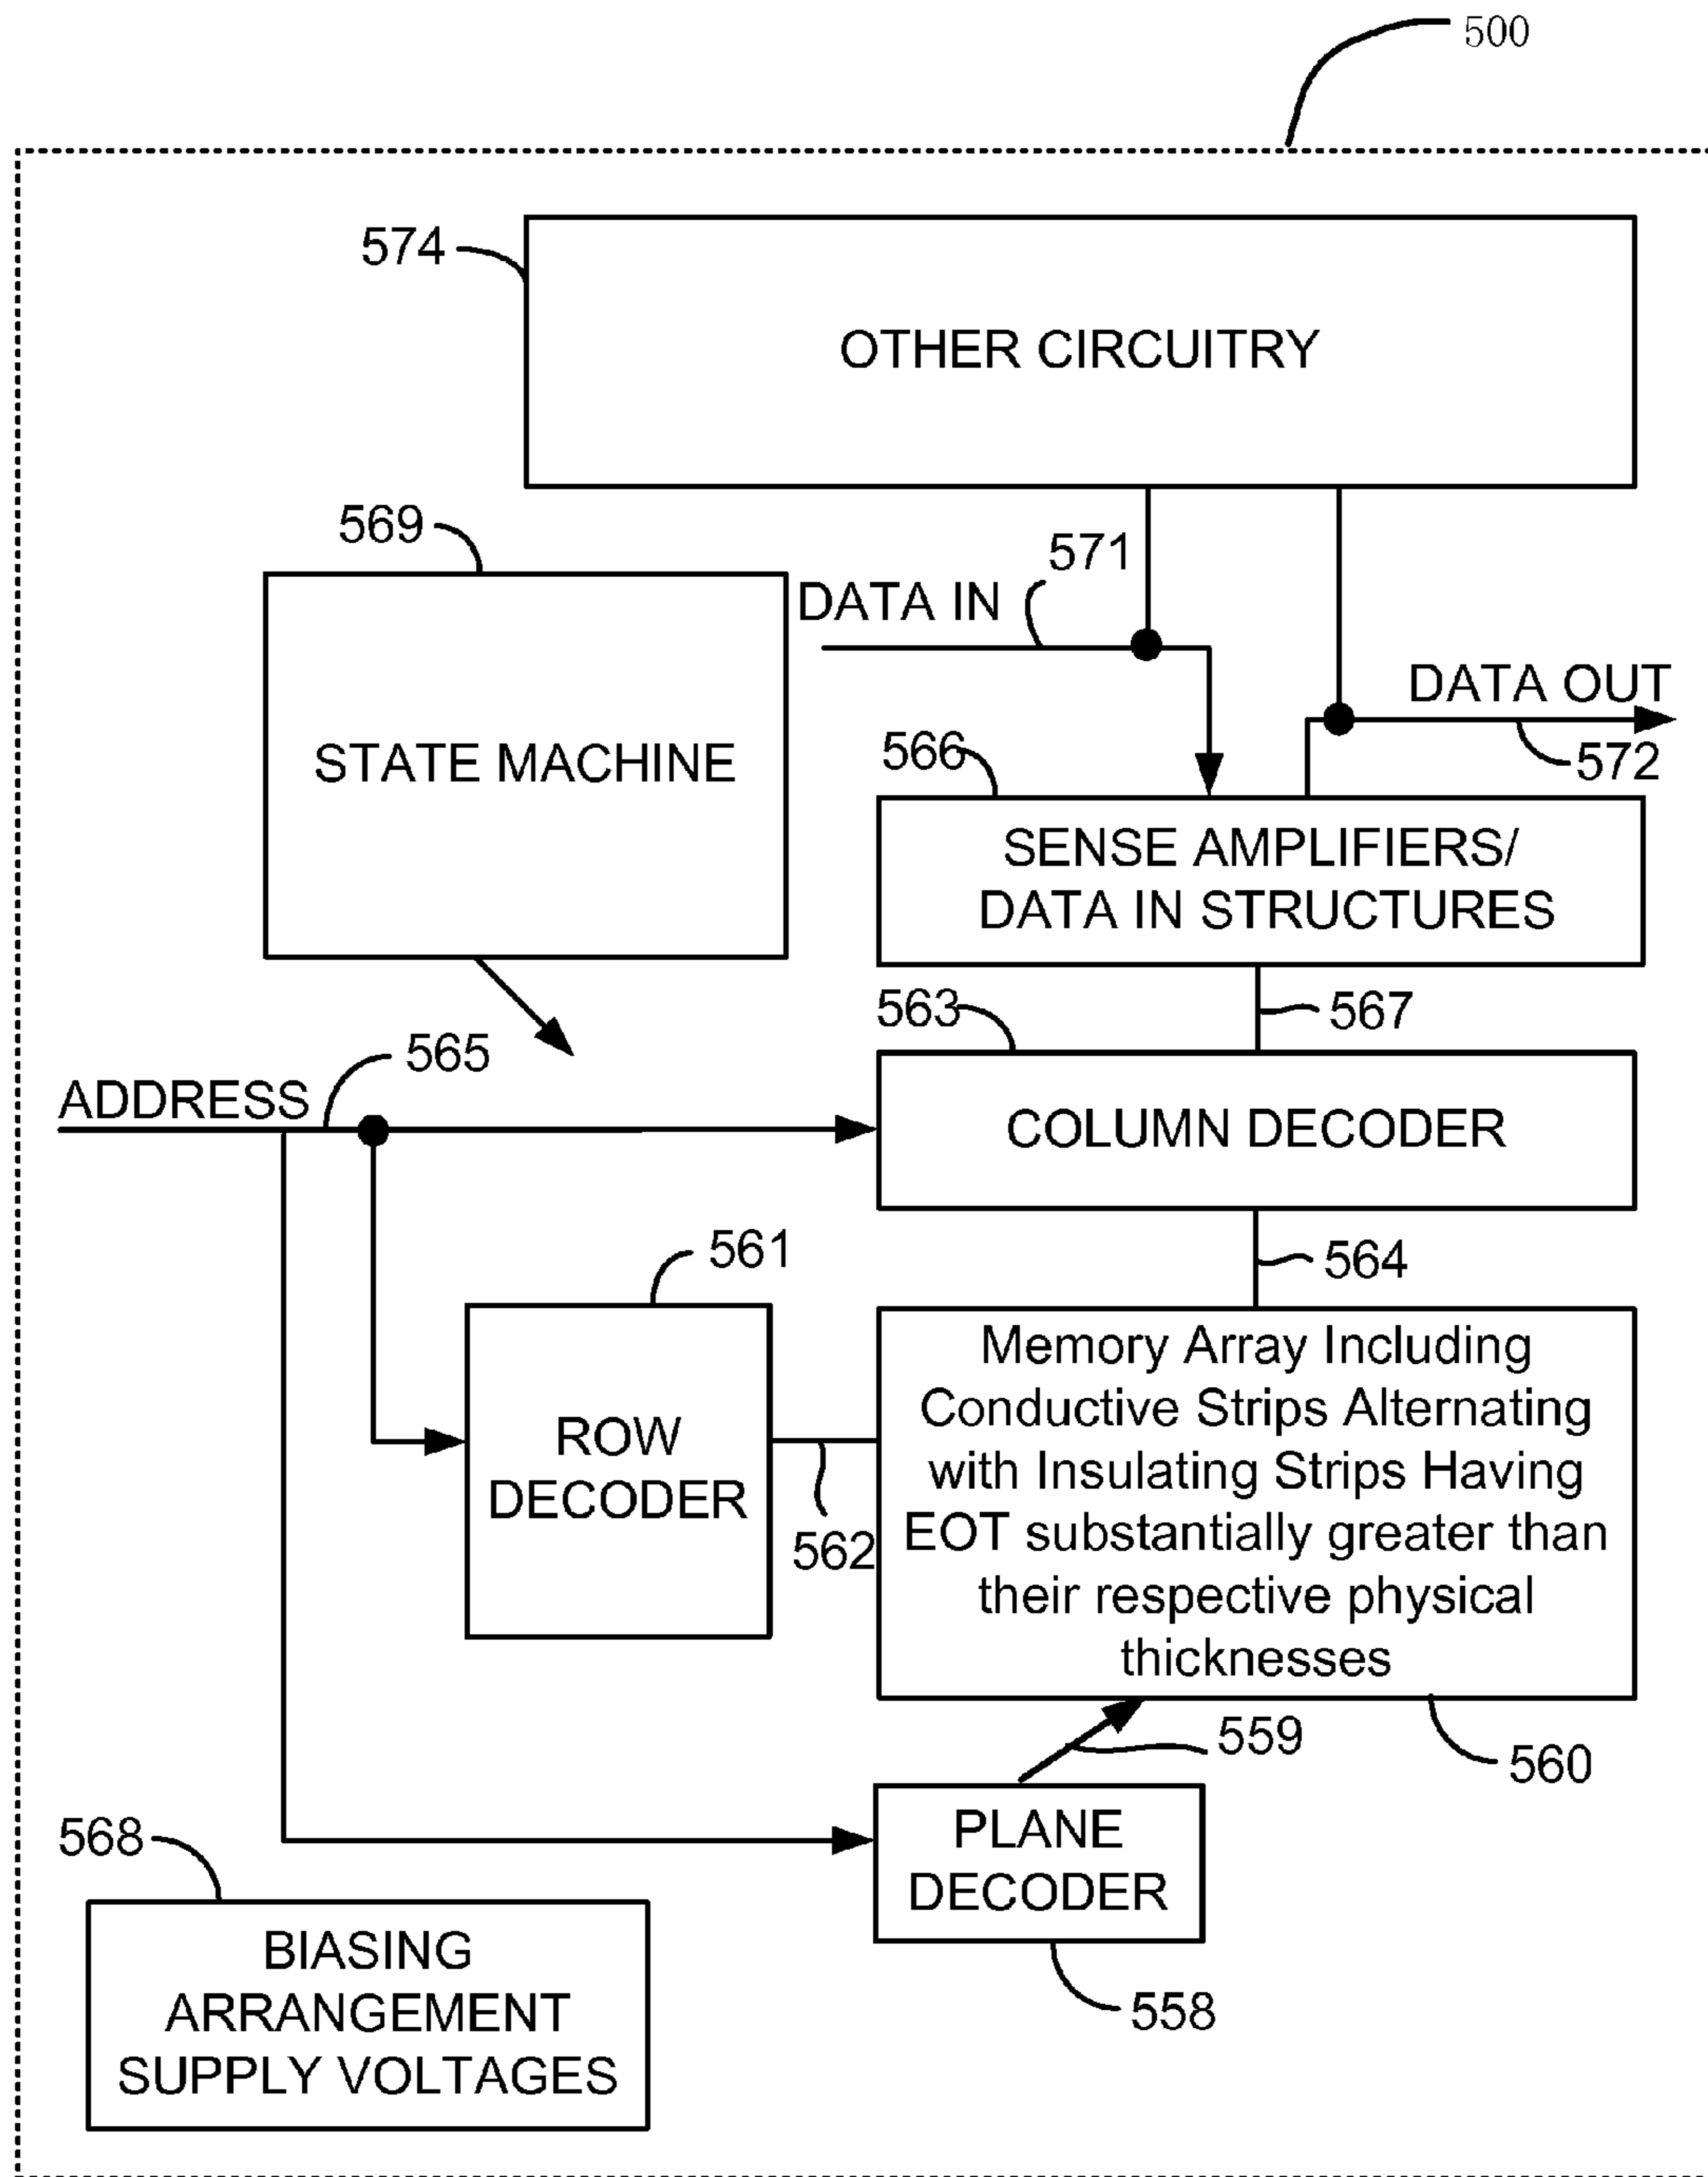 500
574
OTHER CIRCUITRY
569
571
DATA IN
DATA OUT
572
STATE MACHINE
566
SENSE AMPLIFIERS/
DATA IN STRUCTURES
563
567
565
ADDRESS
COLUMN DECODER
561
564
ROW
DECODER
562
Memory Array Including
Conductive Strips Alternating
with Insulating Strips Having
EOT substantially greater than
their respective physical
thicknesses
559
560
568
PLANE
DECODER
558
BIASING
ARRANGEMENT
SUPPLY VOLTAGES